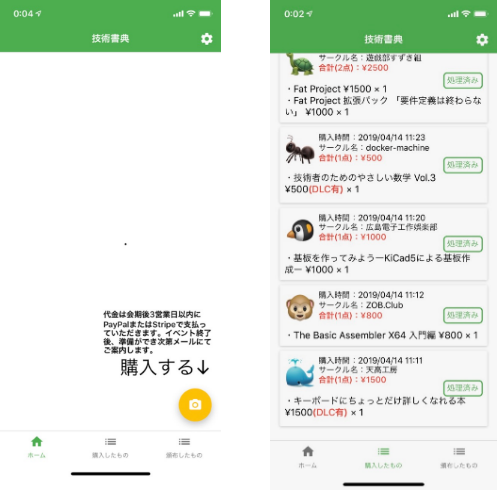 0:04
技術書典
代金は会期後3営業日以内に
PayPalまたはStripeで支払っ
ていただきます。イベント終了
後、準備ができ次第メールにて
ご案内します。
購入する↓
ホーム
購入したもの
頒布したもの
0:02
技術書典
サークル名：遊戯部すずき組
合計(2点)：¥2500
処理済み
・Fat Project ¥1500 × 1
・Fat Project 拡張パック 「要件定義は終わらな
い」 ¥1000 × 1
購入時間：2019/04/14 11:23
サークル名：docker-machine
合計(1点)：¥500
処理済み
・技術者のためのやさしい数学 Vol.3
¥500(DLC有) × 1
購入時間：2019/04/14 11:20
サークル名：広島電子工作娯楽部
合計(1点)：¥1000
処理済み
・基板を作ってみようーKiCad5による基板作
成ー ¥1000 × 1
購入時間：2019/04/14 11:12
サークル名：ZOB.Club
合計(1点)：¥800
処理済み
・The Basic Assembler X64 入門編 ¥800 × 1
購入時間：2019/04/14 11:11
サークル名：天高工房
合計(1点)：¥1500
処理済み
・キーボードにちょっとだけ詳しくなれる本
¥1500(DLC有) × 1
ホーム
購入したもの
頒布したもの